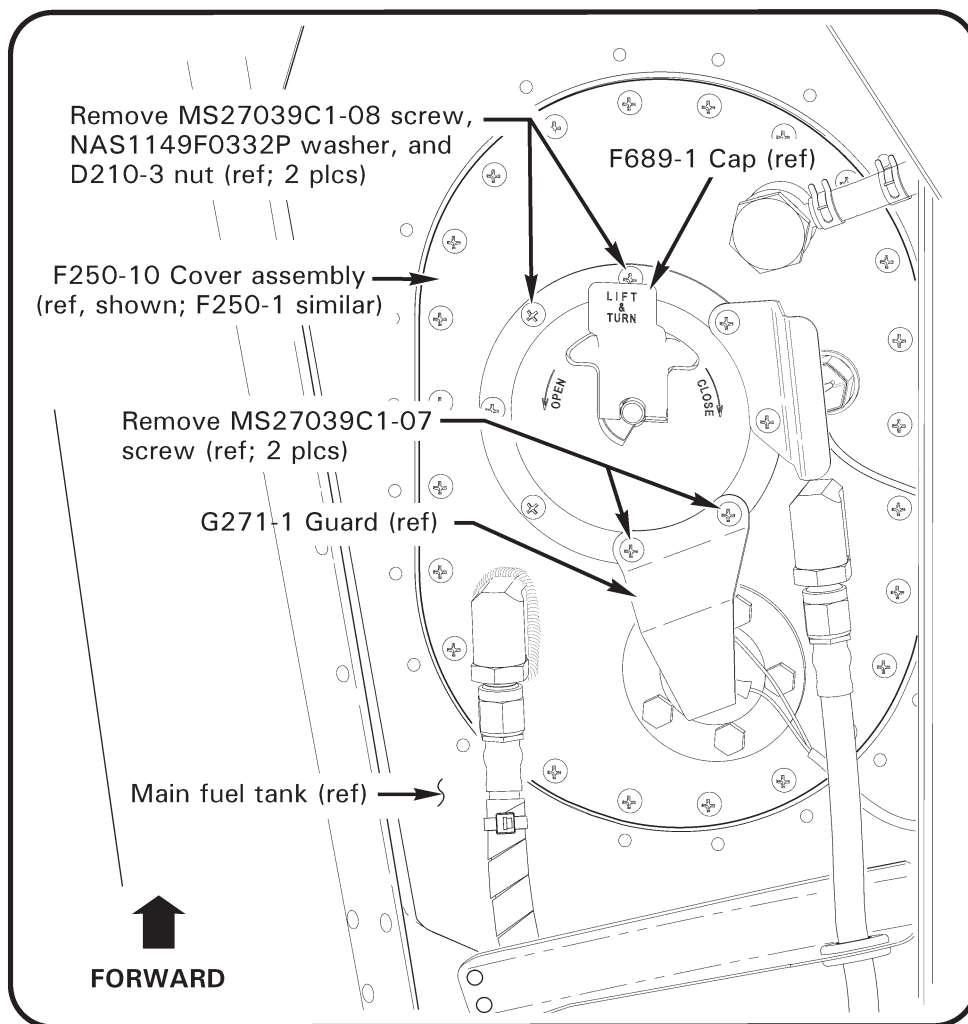 Remove MS27039C1-08 screw,
NAS1149F0332P washer, and
D210-3 nut (ref; 2 plcs)
F689-1 Cap (ref)
F250-10 Cover assembly
(ref, shown; F250-1 similar)
LIFT
&
TURN
OPEN
CLOSE
Remove MS27039C1-07
screw (ref; 2 plcs)
G271-1 Guard (ref)
Main fuel tank (ref)
FORWARD